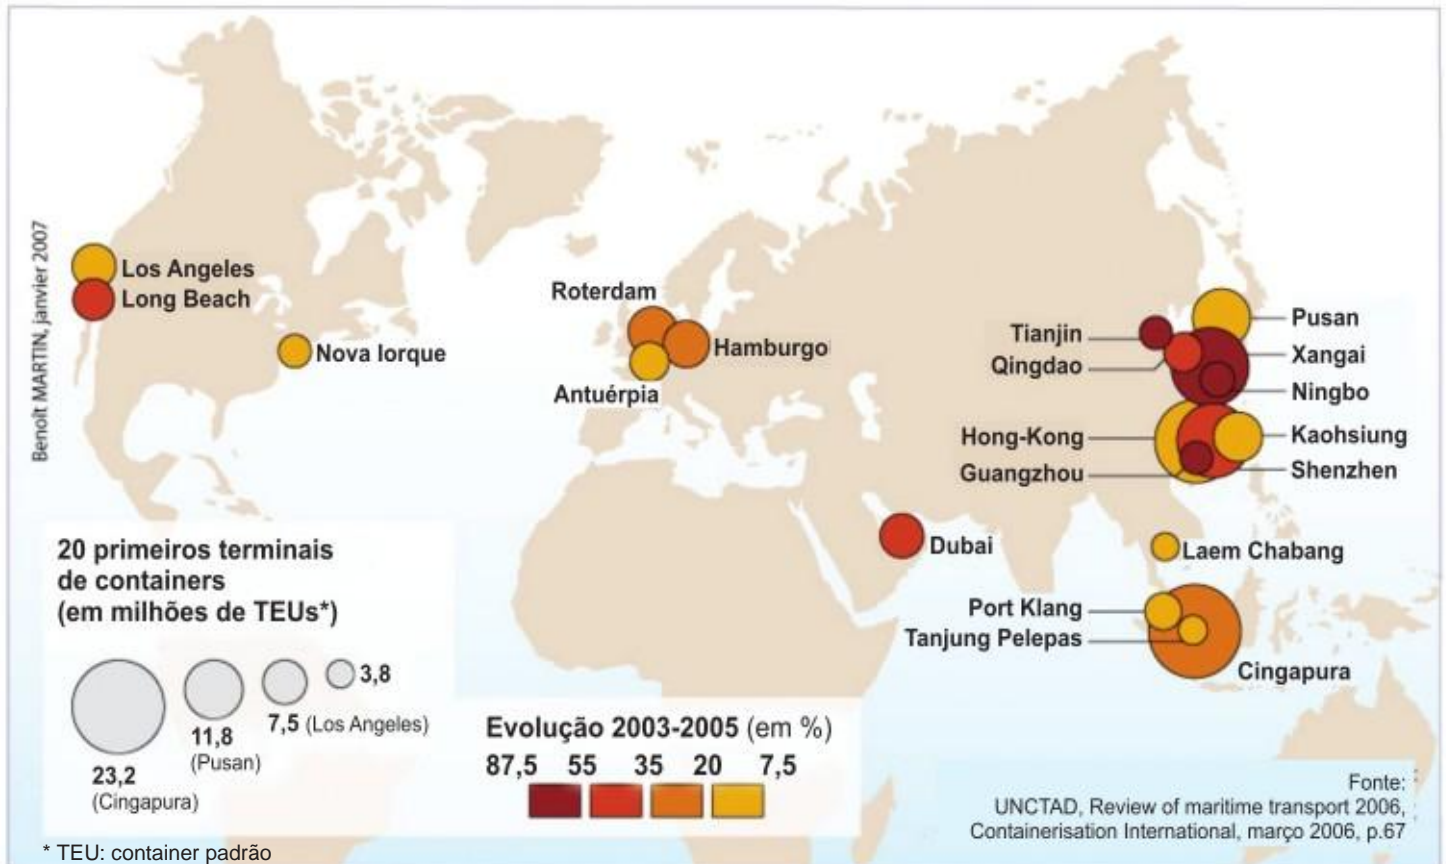 Benoît MARTIN, janvier 2007
Los Angeles
Long Beach
Nova Iorque
Roterdam
Hamburgo
Antuérpia
Tianjin
Qingdao
Pusan
Xangai
Ningbo
Hong-Kong
Guangzhou
Kaohsiung
Shenzhen
Dubai
Laem Chabang
Port Klang
Tanjung Pelepas
Cingapura
20 primeiros terminais
de containers
(em milhões de TEUs*)
3,8
7,5 (Los Angeles)
11,8
(Pusan)
23,2
(Cingapura)
Evolução 2003-2005 (em %)
87,5 55 35 20 7,5
Fonte:
UNCTAD, Review of maritime transport 2006,
Containerisation International, março 2006, p.67
* TEU: container padrão